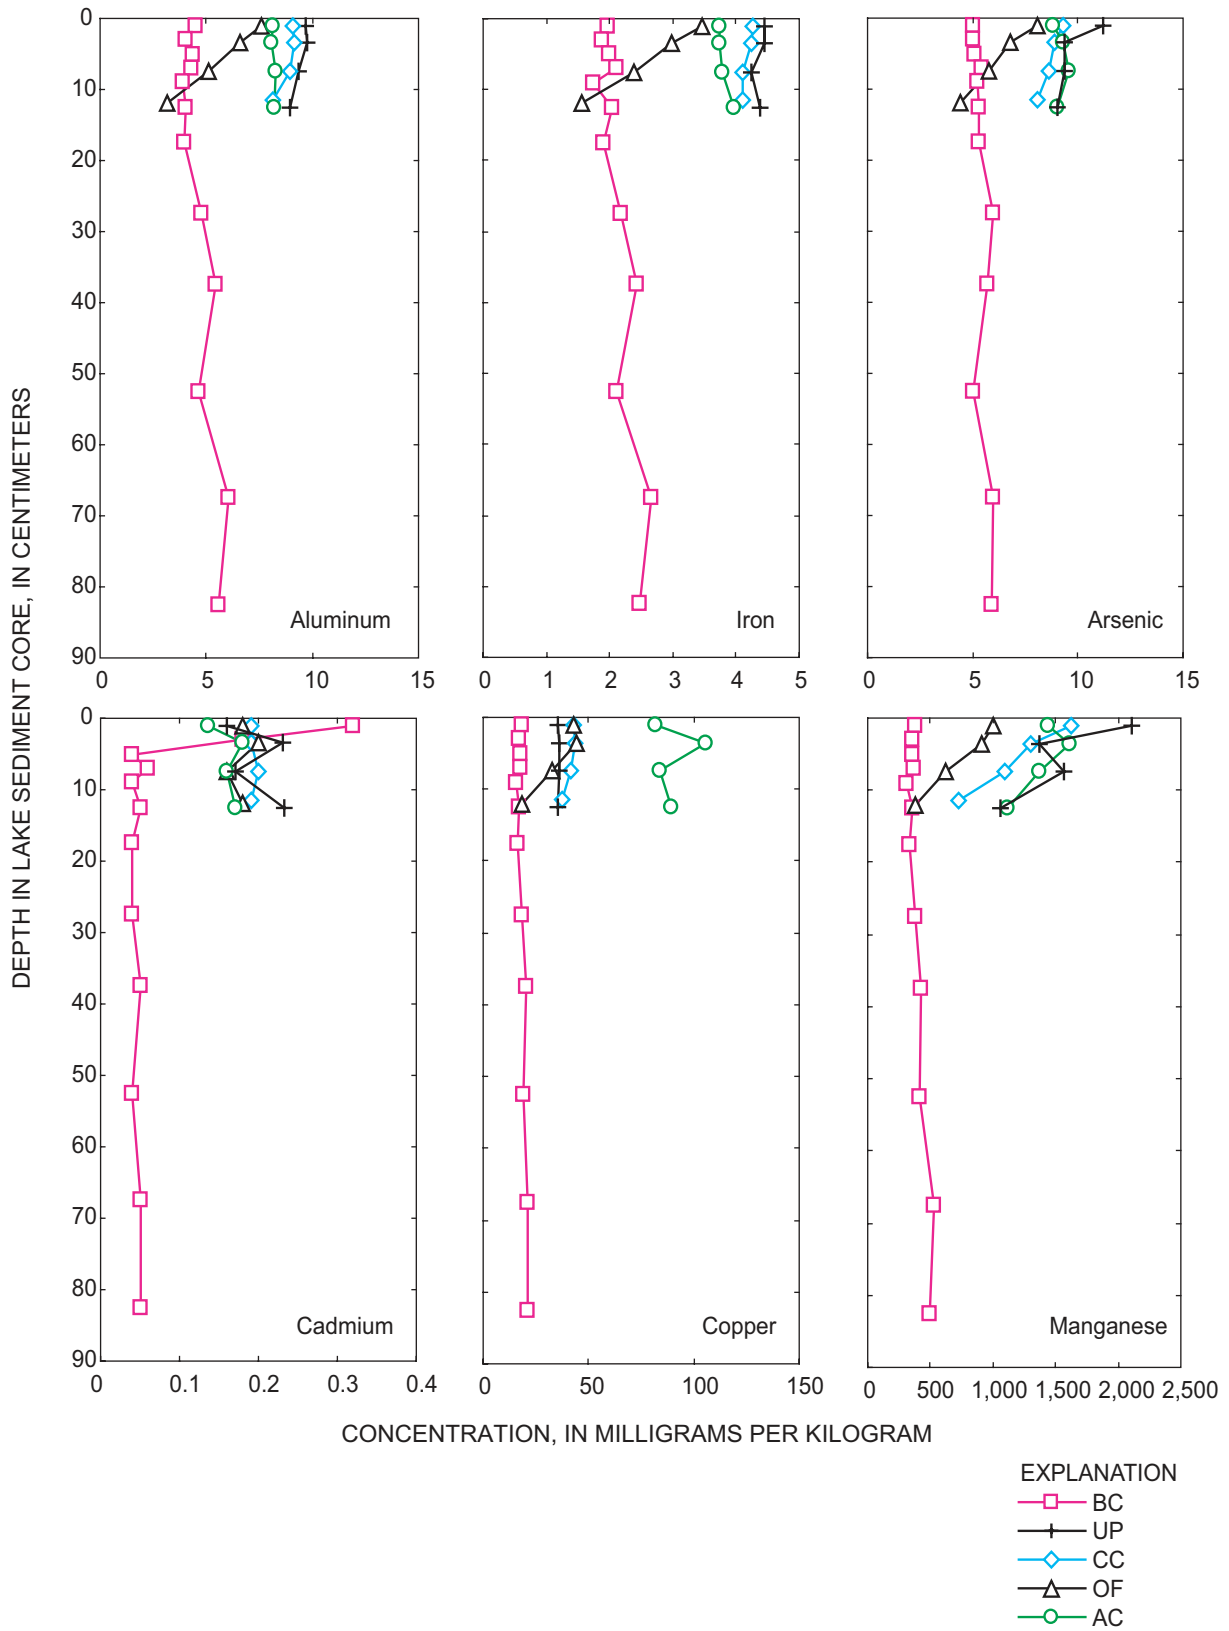 DEPTH IN LAKE SEDIMENT CORE, IN CENTIMETERS
0
10
20
30
40
50
60
70
80
90
Aluminum
0 5 10 15
Iron
0 1 2 3 4 5
Arsenic
0 5 10 15
0
10
20
30
40
50
60
70
80
90
Cadmium
0 0.1 0.2 0.3 0.4
Copper
0 50 100 150
Manganese
0 500 1,000 1,500 2,000 2,500
CONCENTRATION, IN MILLIGRAMS PER KILOGRAM
EXPLANATION
BC
UP
CC
OF
AC